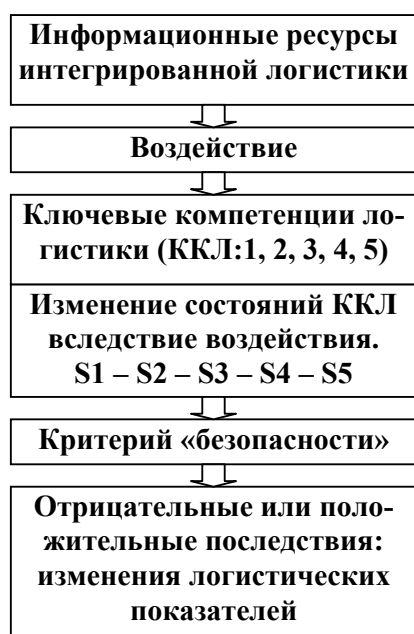 Информационные ресурсы
интегрированной логистики
Воздействие
Ключевые компетенции ло-
гистики (ККЛ:1, 2, 3, 4, 5)
Изменение состояний ККЛ
вследствие воздействия.
S1 – S2 – S3 – S4 – S5
Критерий «безопасности»
Отрицательные или поло-
жительные последствия:
изменения логистических
показателей